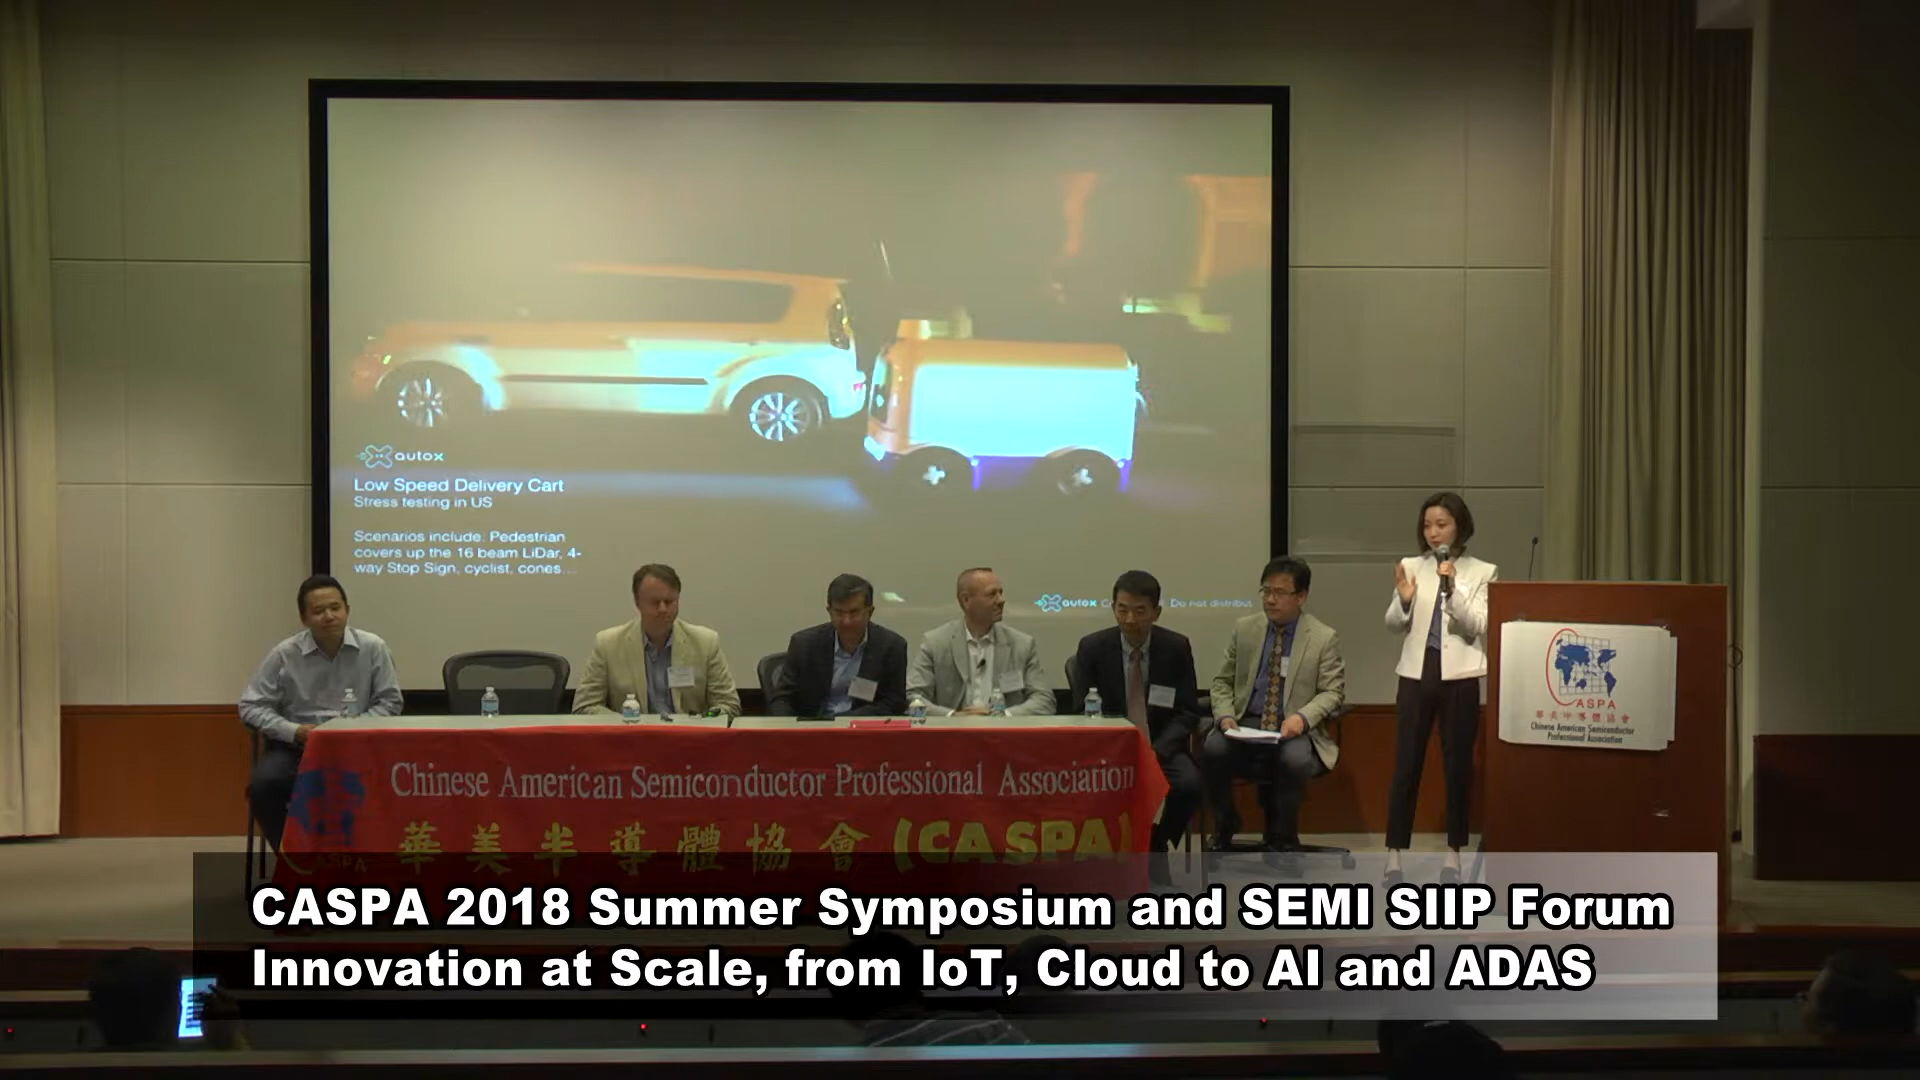 autox
Low Speed Delivery Cart
Stress testing in US
Scenarios include: Pedestrian
covers up the 16 beam LiDar, 4-
way Stop Sign, cyclist, cones...
autox Do not distribut
CASPA
華美半導體協會
Chinese American Semiconductor
Professional Association
Chinese American Semiconductor Professional Association
華美半導體協會 (CASPA)
CASPA
CASPA 2018 Summer Symposium and SEMI SIIP Forum
Innovation at Scale, from IoT, Cloud to AI and ADAS